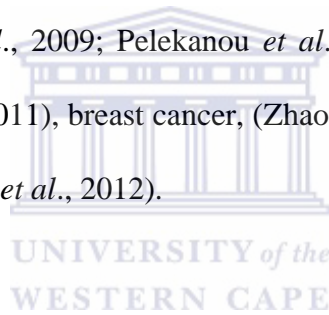 l., 2009; Pelekanou et al.
011), breast cancer, (Zhao
et al., 2012).
UNIVERSITY of the
WESTERN CAPE